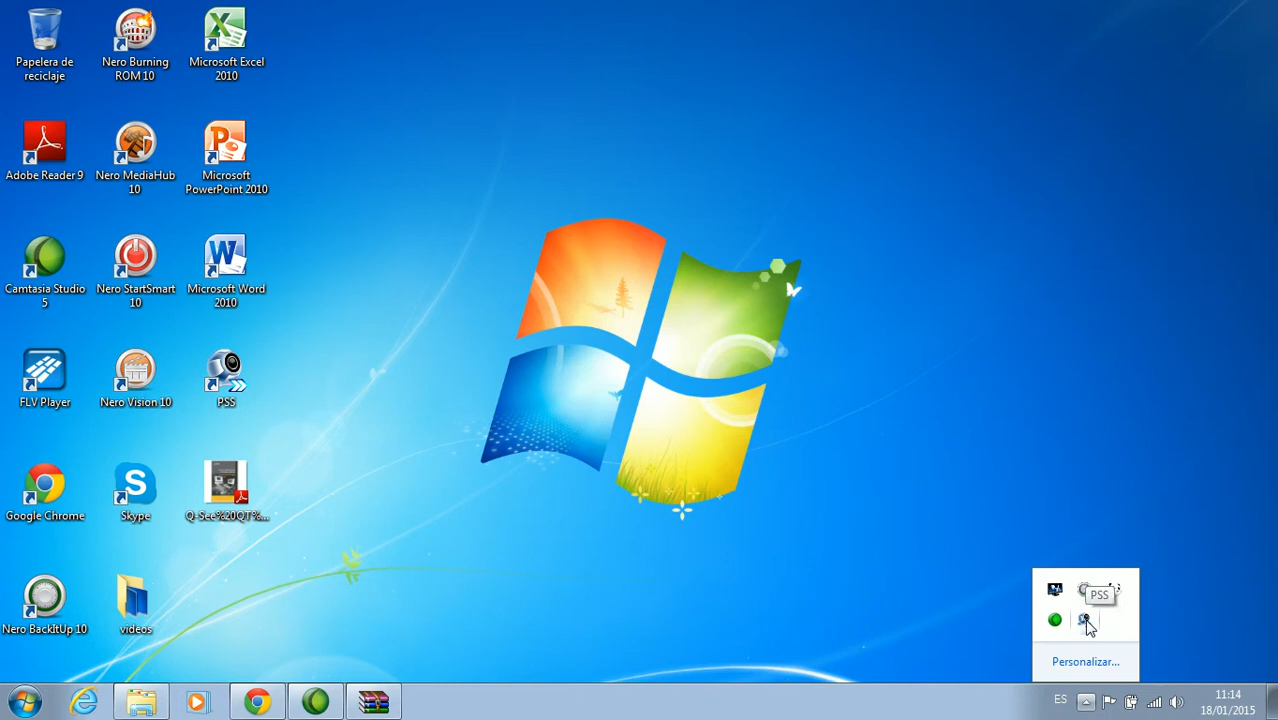 Papelera de
reciclaje
Nero Burning
ROM 10
Microsoft Excel
2010
Adobe Reader 9
Nero MediaHub
10
Microsoft
PowerPoint 2010
Camtasia Studio
5
Nero StartSmart
10
Microsoft Word
2010
FLV Player
Nero Vision 10
PSS
Google Chrome
Skype
Q-See%20QT%...
Nero BackItUp 10
videos
PSS
Personalizar...
ES
11:14
18/01/2015